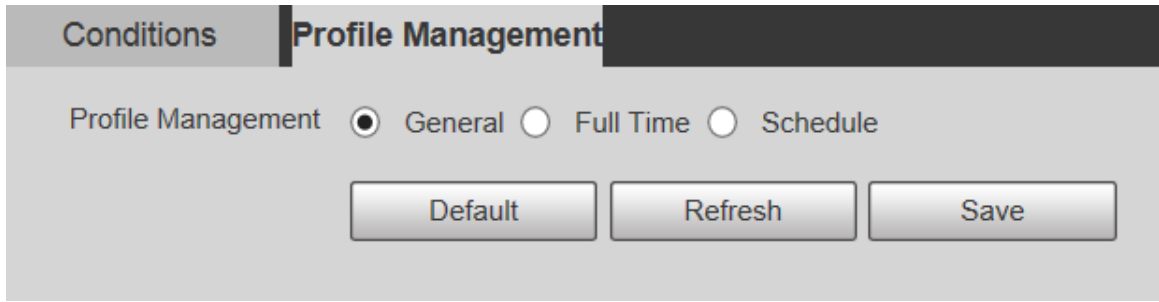 Conditions Profile Management
Profile Management General Full Time Schedule
Default Refresh Save